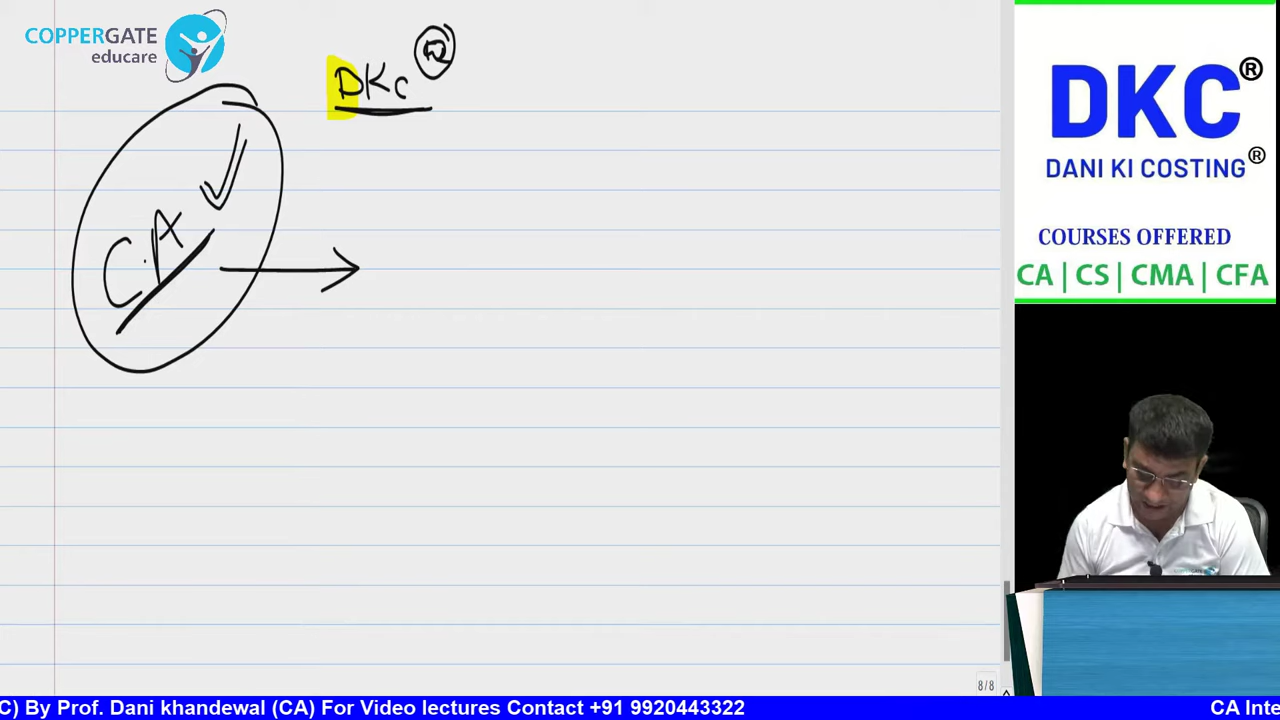 COPPERGATE
educare
DKC ®
C.A
DKC®
DANI KI COSTING®
COURSES OFFERED
CA | CS | CMA | CFA
8/8
C) By Prof. Dani khandewal (CA) For Video lectures Contact +91 9920443322
CA Inte